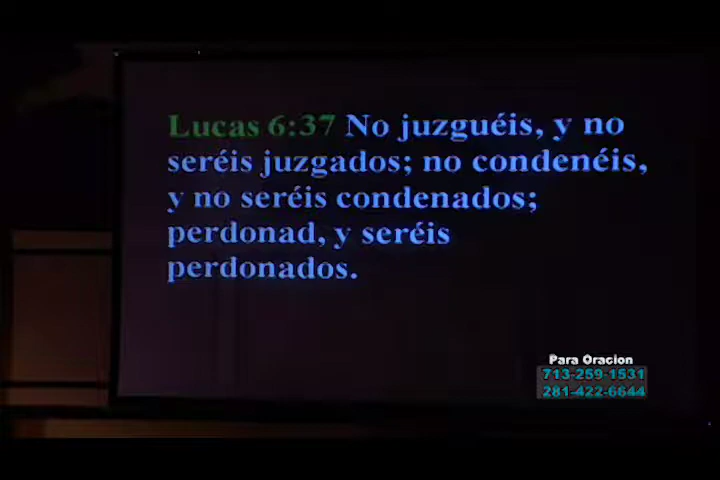 Lucas 6:37 No juzguéis, y no
seréis juzgados; no condenéis,
y no seréis condenados;
perdonad, y seréis
perdonados.
Para Oracion
713-259-1531
281-422-6644